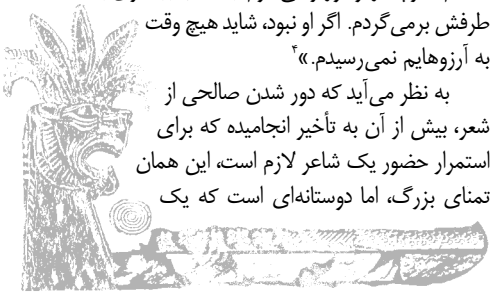 طرفش برمی‌گردم. اگر او نبود، شاید هیچ وقت
به آرزوهایم نمی‌رسیدم.»۴
به نظر می‌آید که دور شدن صالحی از
شعر، بیش از آن به تأخیر انجامیده که برای
استمرار حضور یک شاعر لازم است، این همان
تمنای بزرگ، اما دوستانه‌ای است که یک